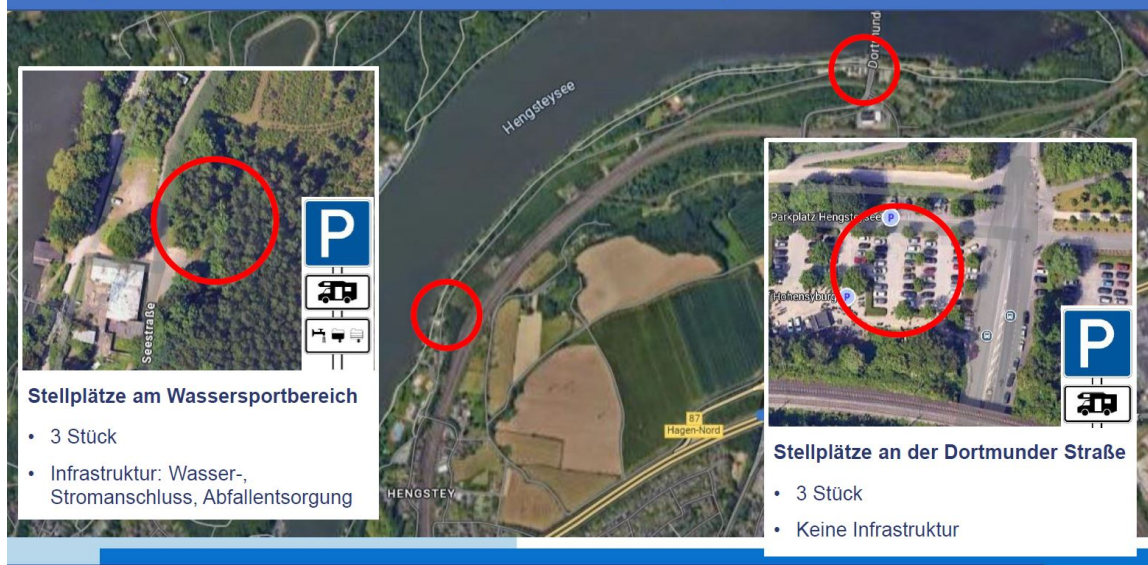 Hengsteysee
Dortmund
Seestraße
P
Stellplätze am Wassersportbereich
• 3 Stück
• Infrastruktur: Wasser-,
Stromanschluss, Abfallentsorgung
HENGSTEY
87
Hagen-Nord
Parkplatz Hengsteysee
P
Hohensyburg
P
P
Stellplätze an der Dortmunder Straße
• 3 Stück
• Keine Infrastruktur